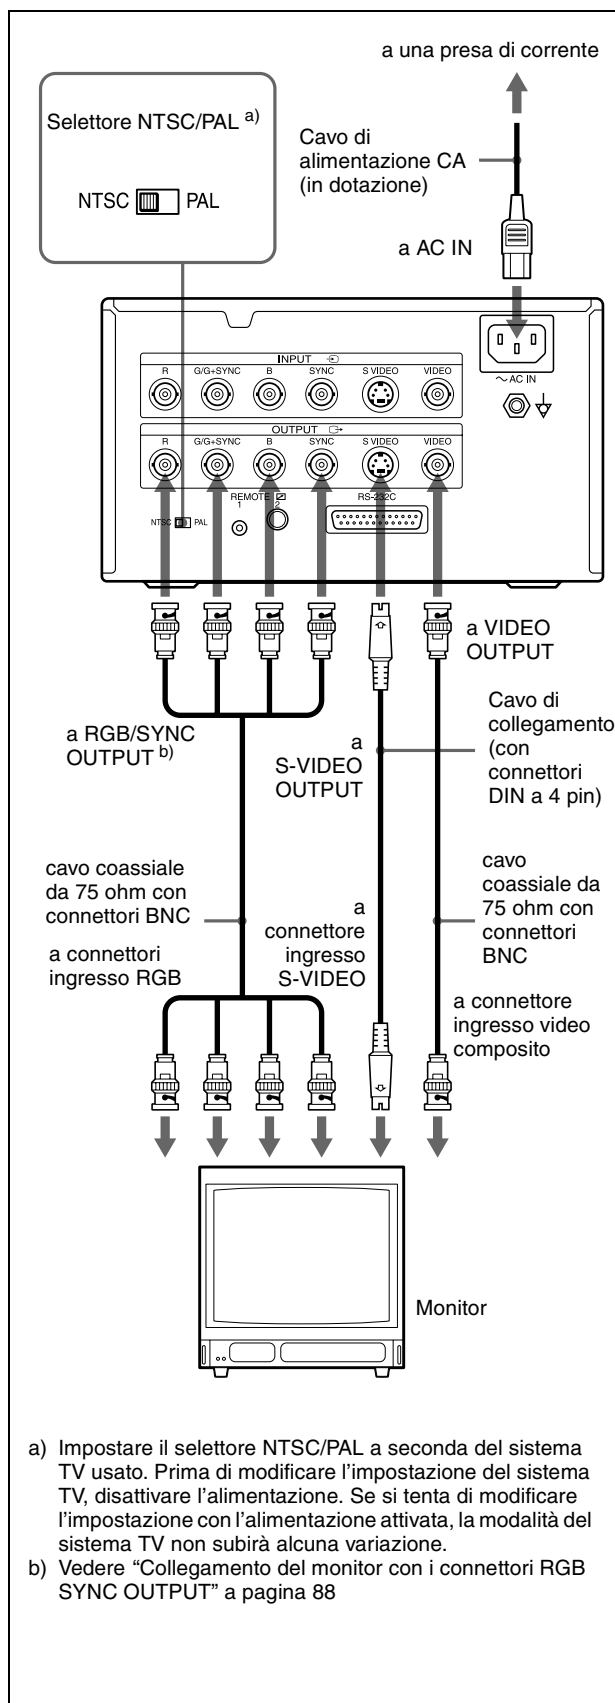 a una presa di corrente
Selettore NTSC/PAL a)
NTSC PAL
Cavo di
alimentazione CA
(in dotazione)
a AC IN
INPUT
R G/G+SYNC B SYNC S VIDEO VIDEO
~ AC IN
OUTPUT
R G/G+SYNC B SYNC S VIDEO VIDEO
REMOTE
1 2
RS-232C
NTSC PAL
a VIDEO
OUTPUT
a RGB/SYNC
OUTPUT b)
a
S-VIDEO
OUTPUT
Cavo di
collegamento
(con
connettori
DIN a 4 pin)
cavo coassiale
da 75 ohm con
connettori BNC
a connettori
ingresso RGB
a
connettore
ingresso
S-VIDEO
cavo
coassiale da
75 ohm con
connettori
BNC
a connettore
ingresso video
composito
Monitor
a) Impostare il selettore NTSC/PAL a seconda del sistema
TV usato. Prima di modificare l’impostazione del sistema
TV, disattivare l’alimentazione. Se si tenta di modificare
l’impostazione con l’alimentazione attivata, la modalità del
sistema TV non subirà alcuna variazione.
b) Vedere “Collegamento del monitor con i connettori RGB
SYNC OUTPUT” a pagina 88